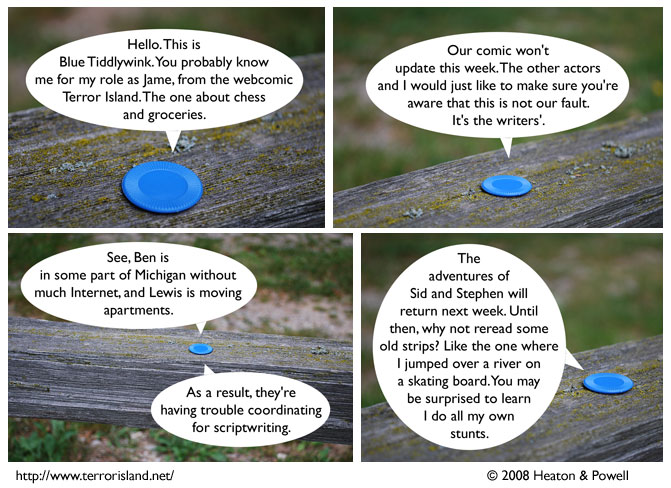 Hello. This is
Blue Tiddlywink. You probably know
me for my role as Jame, from the webcomic
Terror Island. The one about chess
and groceries.
Our comic won't
update this week. The other actors
and I would just like to make sure you're
aware that this is not our fault.
It's the writers'.
See, Ben is
in some part of Michigan without
much Internet, and Lewis is moving
apartments.
As a result, they're
having trouble coordinating
for scriptwriting.
The
adventures of
Sid and Stephen will
return next week. Until
then, why not reread some
old strips? Like the one where
I jumped over a river on
a skating board. You may
be surprised to learn
I do all my own
stunts.
http://www.terrorisland.net/
© 2008 Heaton & Powell